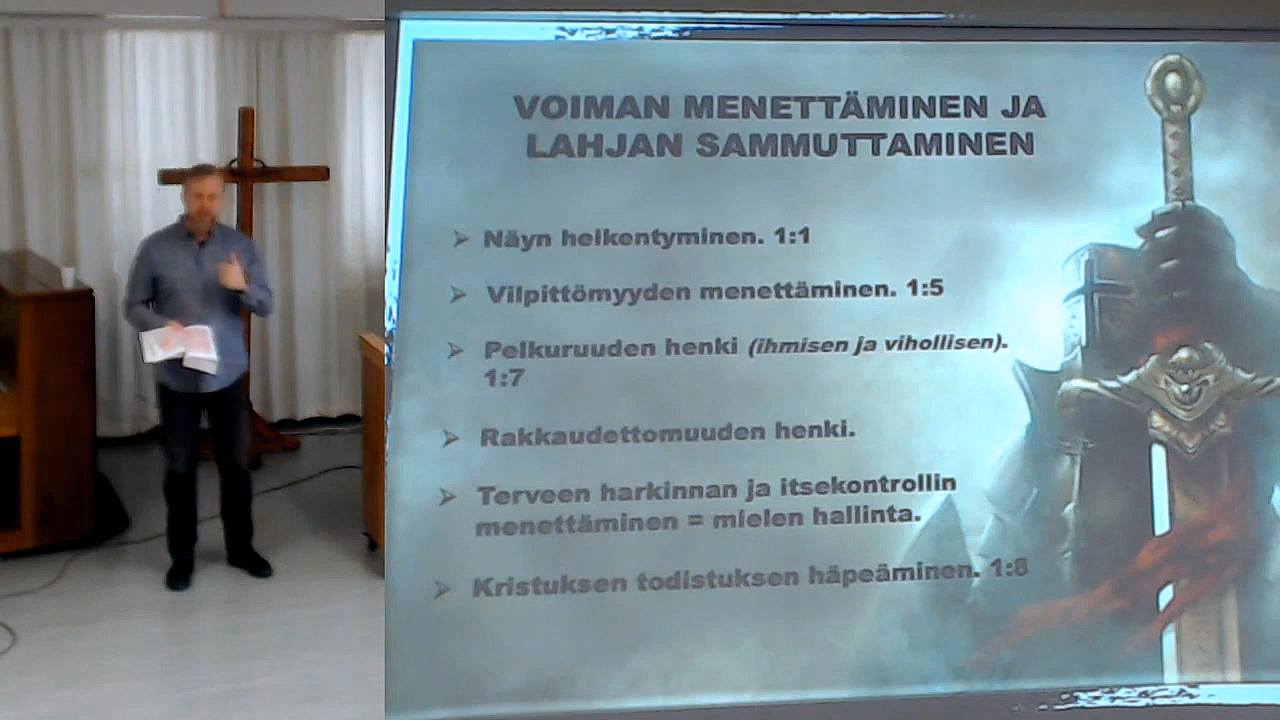 VOIMAN MENETTÄMINEN JA
LAHJAN SAMMUTTAMINEN
➢ Näyn heikentyminen. 1:1
➢ Vilpittömyyden menettäminen. 1:5
➢ Pelkuruuden henki (ihmisen ja vihollisen).
1:7
➢ Rakkaudettomuuden henki.
➢ Terveen harkinnan ja itsekontrollin
menettäminen = mielen hallinta.
➢ Kristuksen todistuksen häpeäminen. 1:8